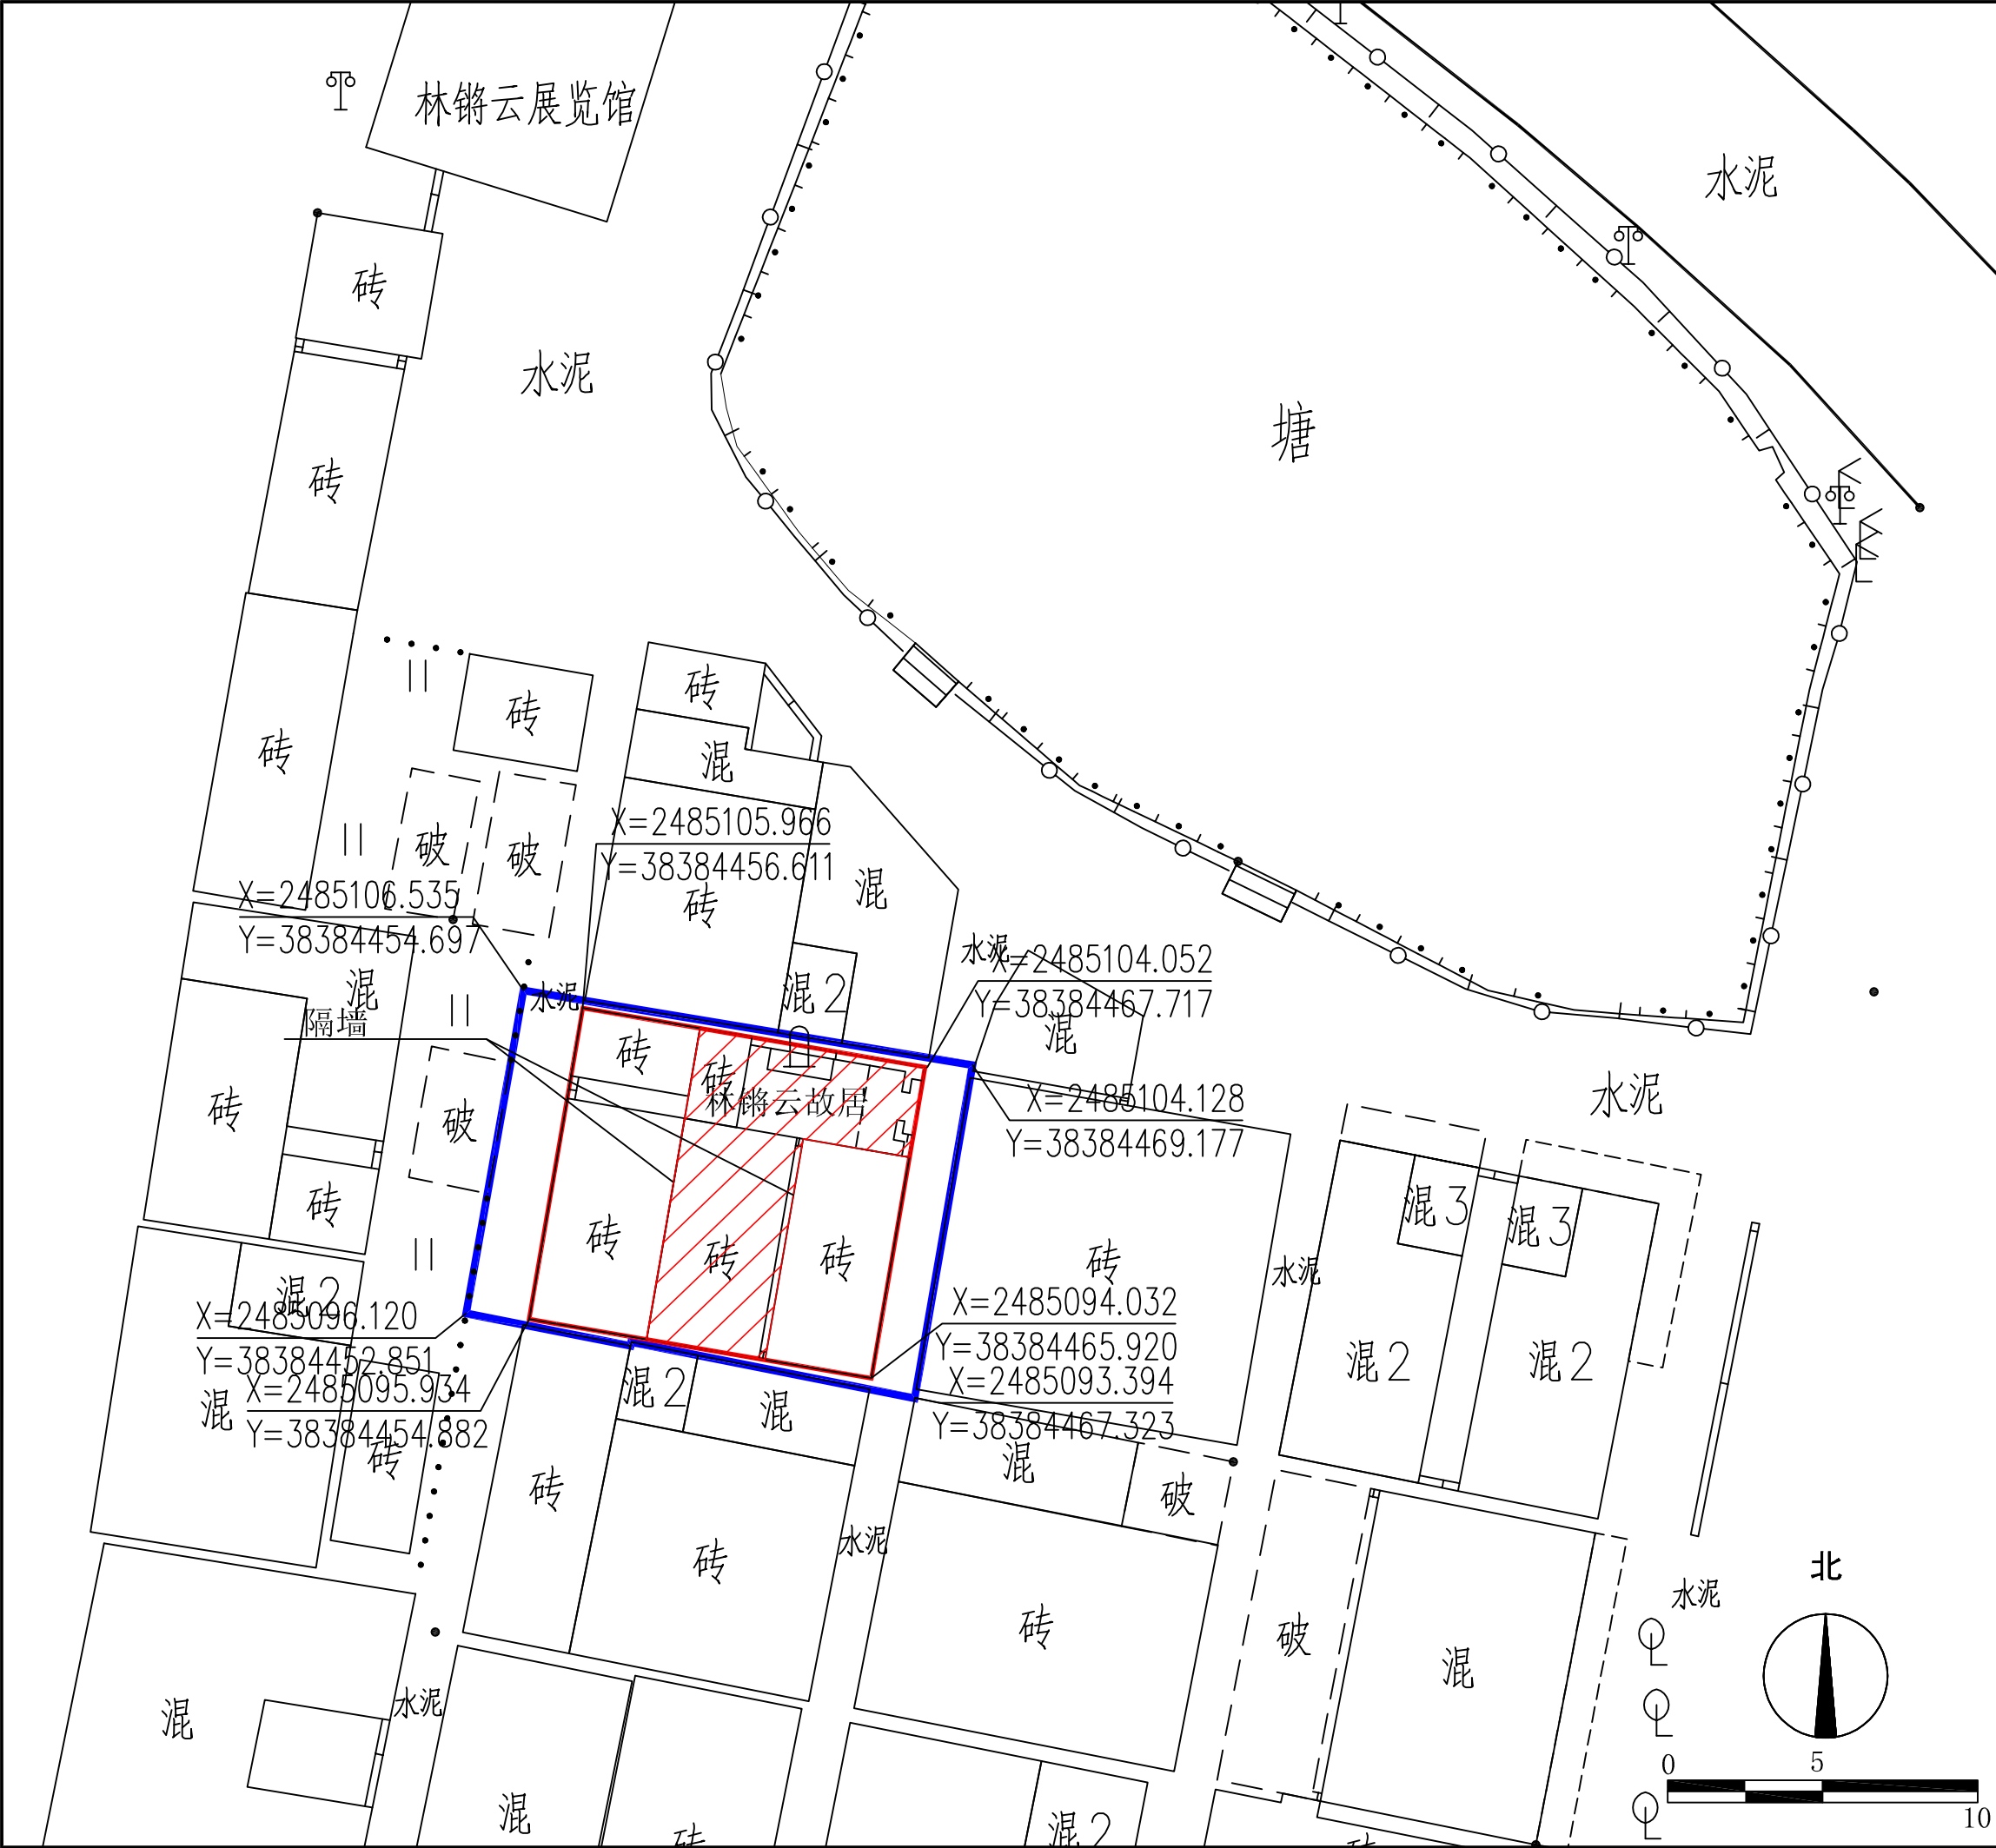 林锵云展览馆
水泥
砖
水泥
塘
砖
砖
砖
砖
混
破
破
X=2485105.966
Y=38384456.611
砖
混
X=2485106.535
Y=38384454.697
混
水泥
X=2485104.052
Y=38384467.717
混
混2
水泥
隔墙
砖
砖
林锵云故居
X=2485104.128
Y=38384469.177
水泥
砖
破
砖
混3
混3
砖
砖
砖
砖
水泥
混2
X=2485096.120
Y=38384452.851
X=2485094.032
Y=38384465.920
混2
混2
X=2485095.934
Y=38384454.882
混
混2
混
X=2485093.394
Y=38384467.323
砖
混
破
砖
水泥
砖
北
水泥
砖
破
混
混
水泥
混
砖
混2
砖
0
5
10